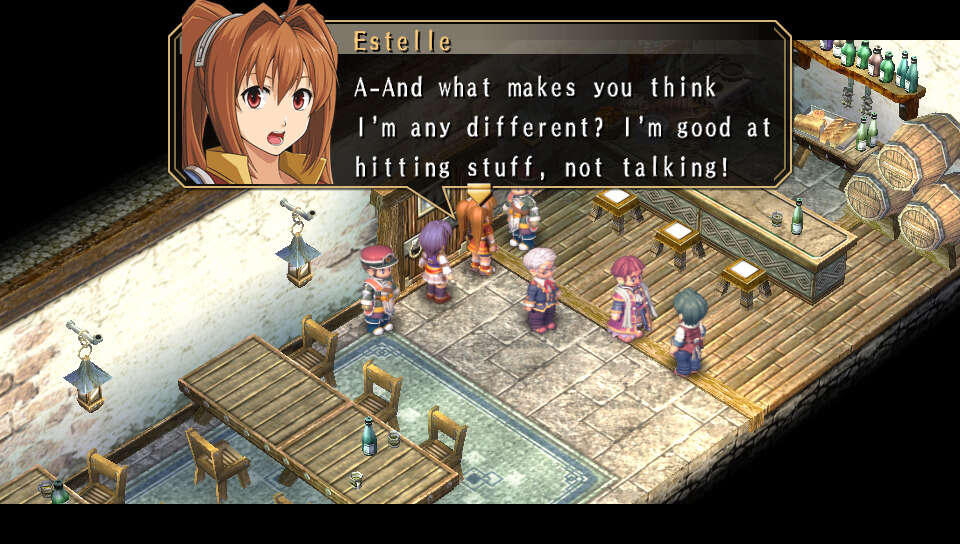 Estelle
A-And what makes you think
I'm any different? I'm good at
hitting stuff, not talking!